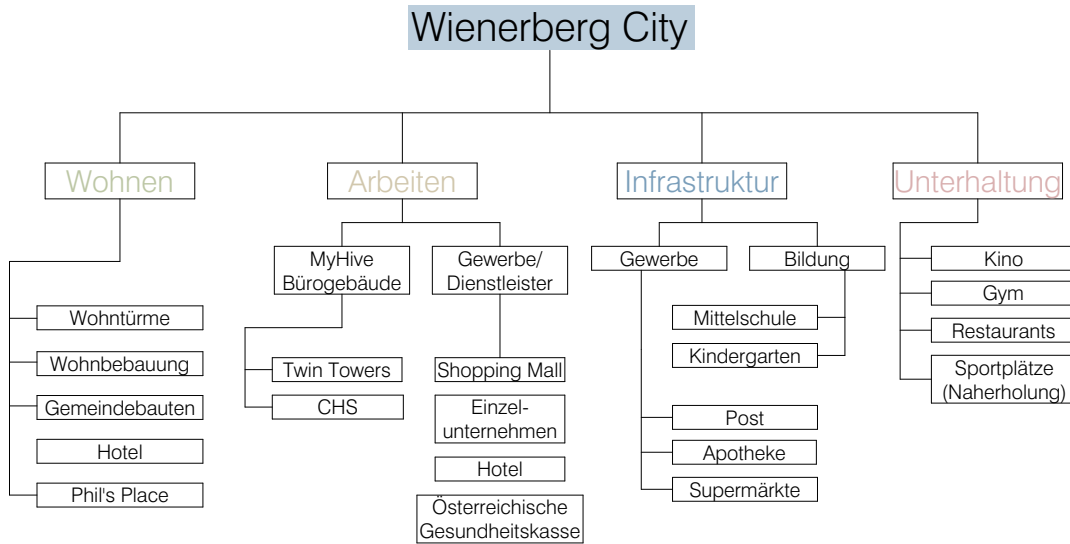 Wienerberg City
Wohnen
Wohntürme
Wohnbebauung
Gemeindebauten
Hotel
Phil's Place
Arbeiten
MyHive
Bürogebäude
Twin Towers
CHS
Gewerbe/
Dienstleister
Shopping Mall
Einzel-
unternehmen
Hotel
Österreichische
Gesundheitskasse
Infrastruktur
Gewerbe
Post
Apotheke
Supermärkte
Bildung
Mittelschule
Kindergarten
Unterhaltung
Kino
Gym
Restaurants
Sportplätze
(Naherholung)